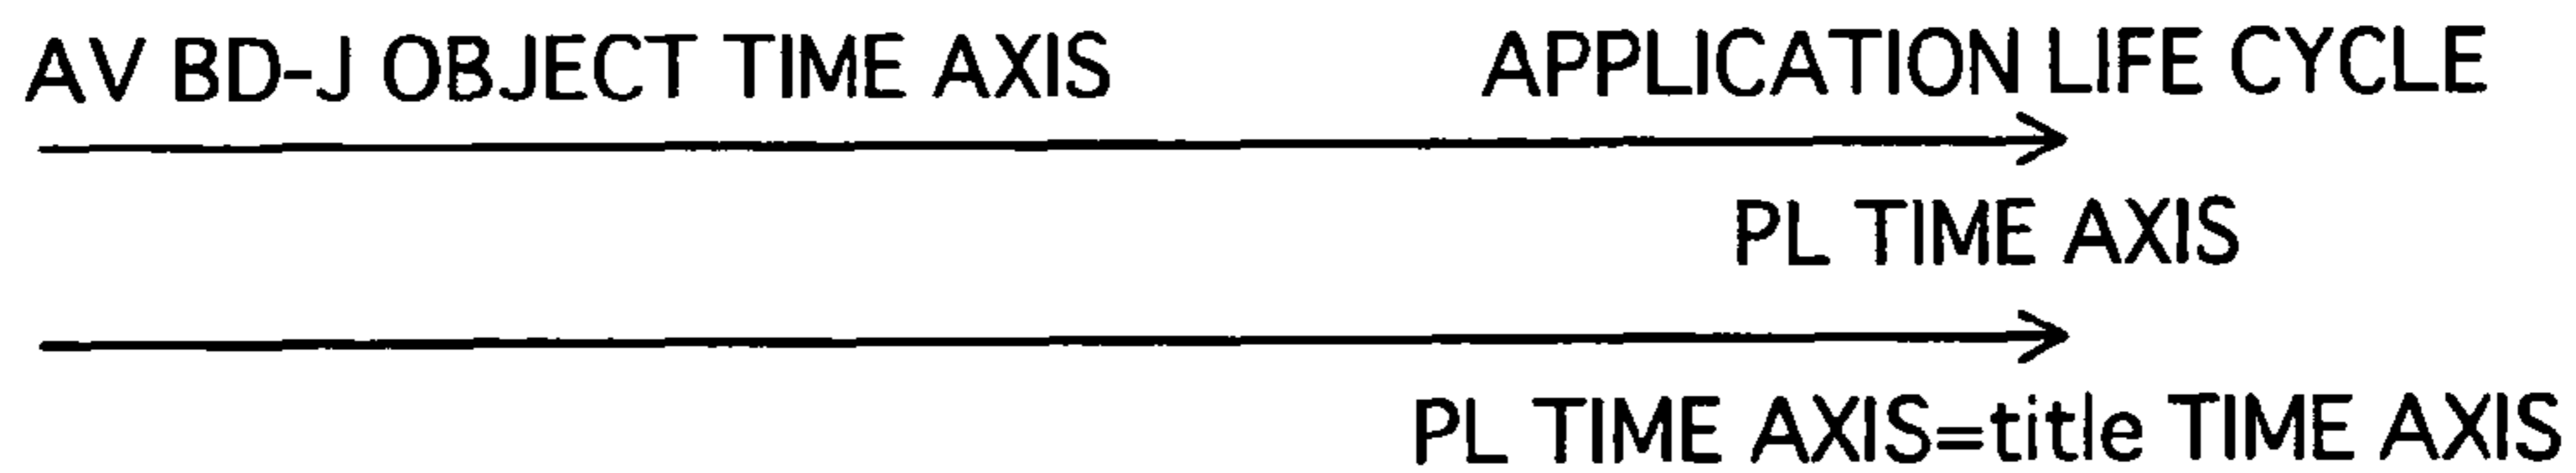 AV BD-J OBJECT TIME AXIS
APPLICATION LIFE CYCLE
PL TIME AXIS
PL TIME AXIS=title TIME AXIS